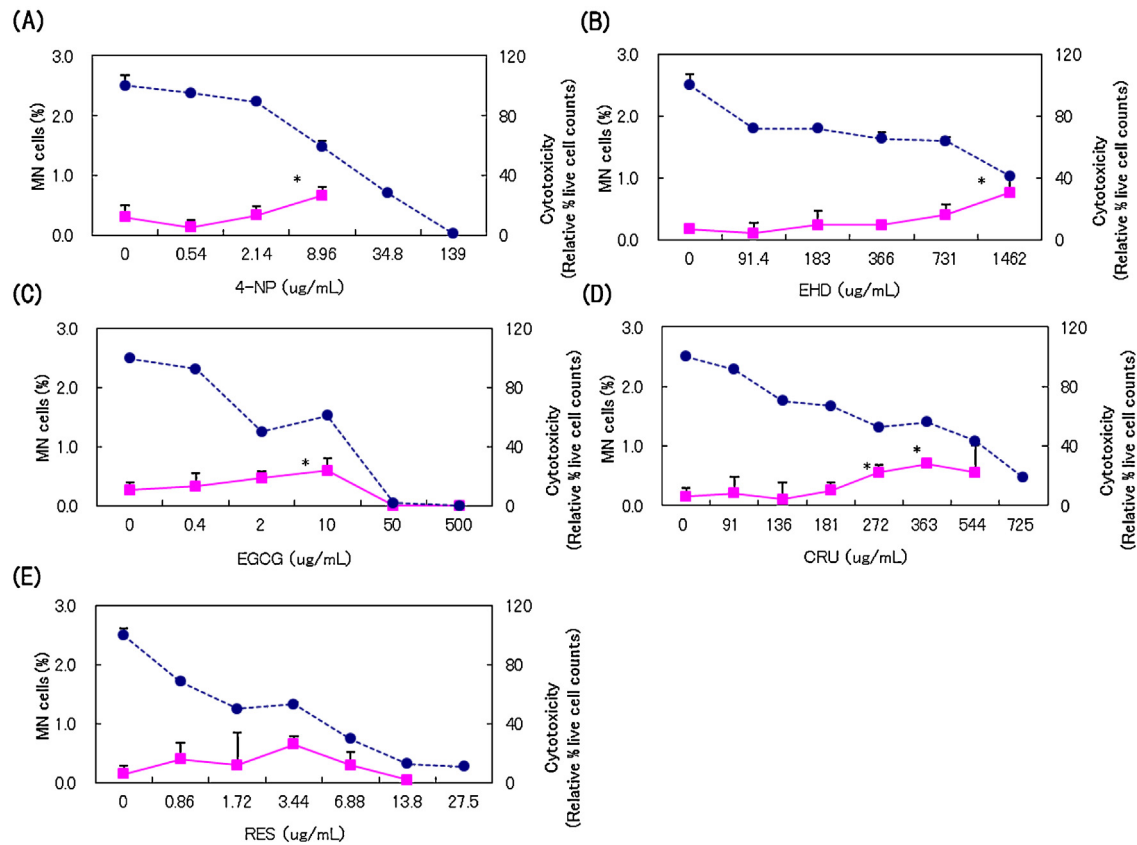 (A)
3.0 120
2.0 80
1.0 * 40
0.0 0
0 0.54 2.14 8.96 34.8 139
4-NP (ug/mL)
MN cells (%)
Cytotoxicity
(Relative % live cell counts)
(B)
3.0 120
2.0 80
1.0 * 40
0.0 0
0 91.4 183 366 731 1462
EHD (ug/mL)
MN cells (%)
Cytotoxicity
(Relative % live cell counts)
(C)
3.0 120
2.0 80
1.0 * 40
0.0 0
0 0.4 2 10 50 500
EGCG (ug/mL)
MN cells (%)
Cytotoxicity
(Relative % live cell counts)
(D)
3.0 120
2.0 80
1.0 * * 40
0.0 0
0 91 136 181 272 363 544 725
CRU (ug/mL)
MN cells (%)
Cytotoxicity
(Relative % live cell counts)
(E)
3.0 120
2.0 80
1.0 40
0.0 0
0 0.86 1.72 3.44 6.88 13.8 27.5
RES (ug/mL)
MN cells (%)
Cytotoxicity
(Relative % live cell counts)